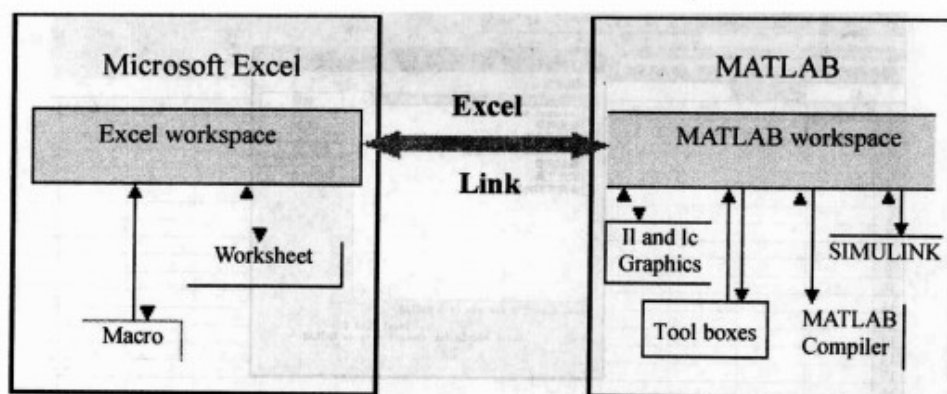 Microsoft Excel
Excel workspace
Worksheet
Macro
Excel
Link
MATLAB
MATLAB workspace
II and Ic
Graphics
SIMULINK
Tool boxes
MATLAB
Compiler